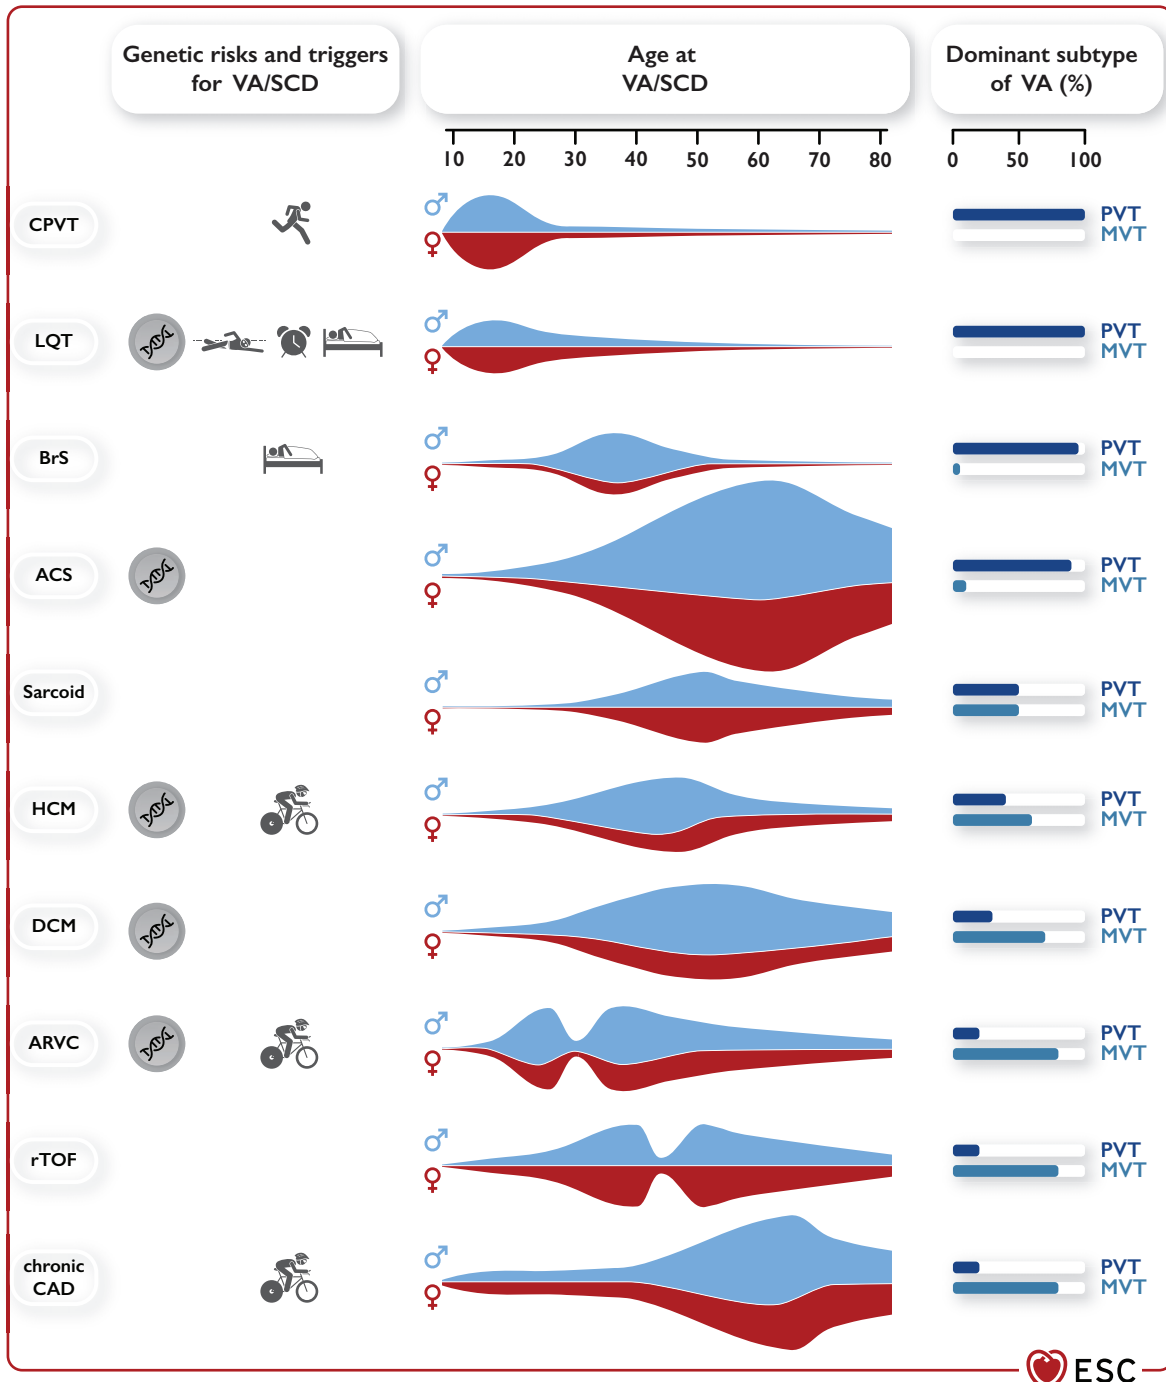 Genetic risks and triggers
for VA/SCD
Age at
VA/SCD
Dominant subtype
of VA (%)
10 20 30 40 50 60 70 80
0 50 100
CPVT
PVT
MVT
LQT
PVT
MVT
BrS
PVT
MVT
ACS
PVT
MVT
Sarcoid
PVT
MVT
HCM
PVT
MVT
DCM
PVT
MVT
ARVC
PVT
MVT
rTOF
PVT
MVT
chronic
CAD
PVT
MVT
ESC